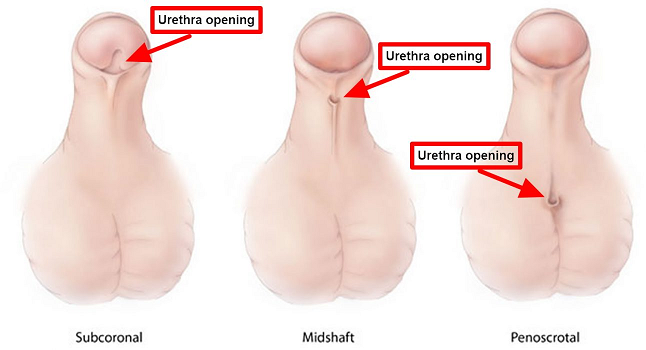 Urethra opening
Urethra opening
Urethra opening
Subcoronal
Midshaft
Penoscrotal